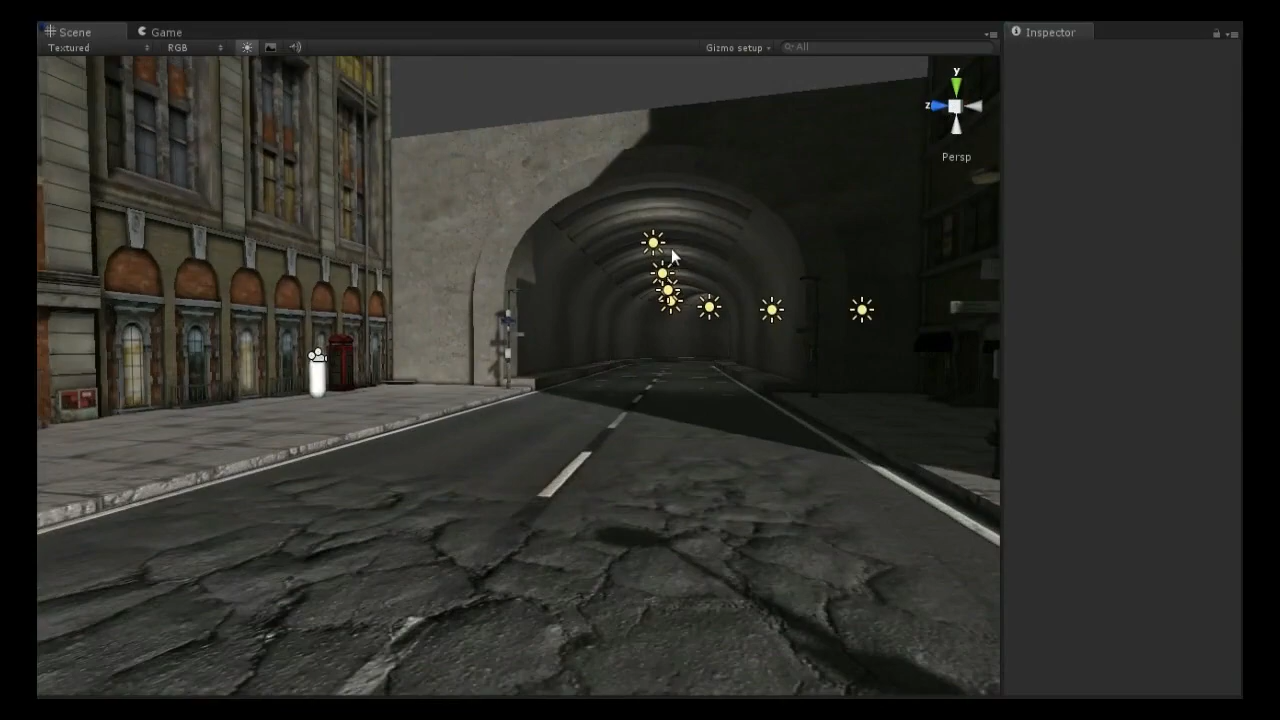 Scene
Game
Inspector
Textured
RGB
Gizmo setup
All
y
z
Persp